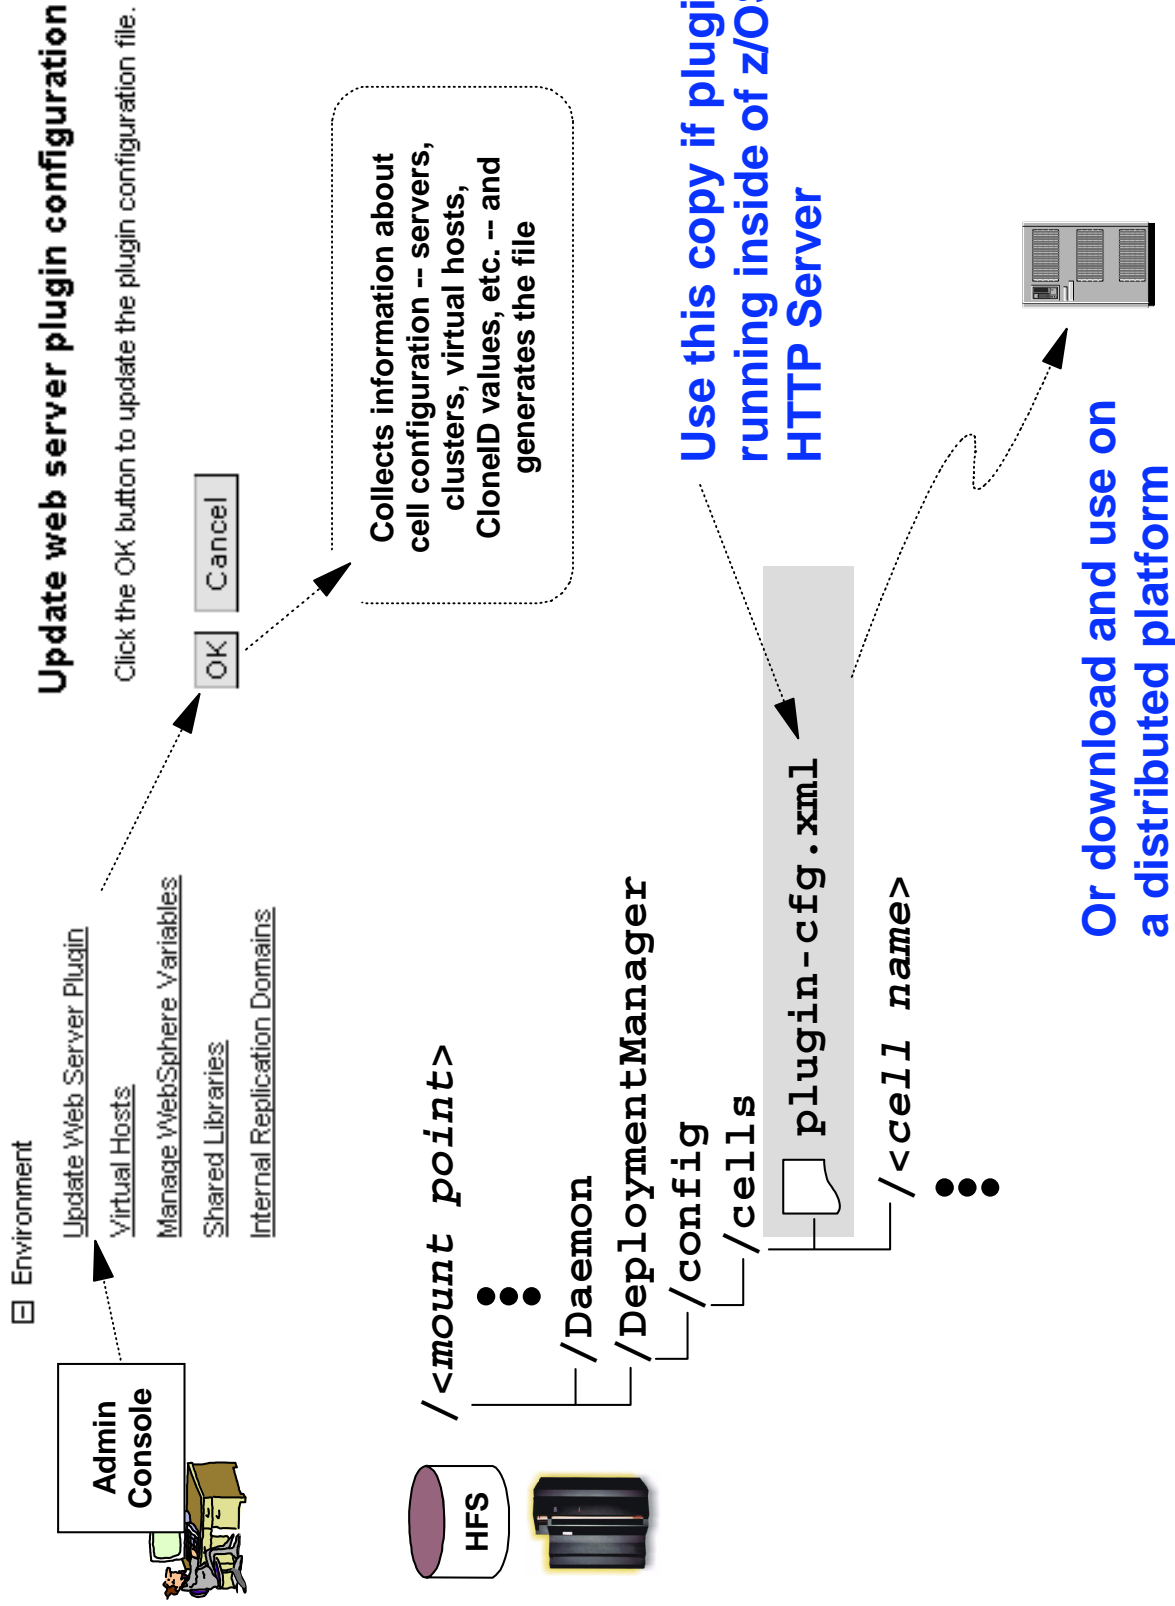 Admin
Console
Environment
Update Web Server Plugin
Virtual Hosts
Manage WebSphere Variables
Shared Libraries
Internal Replication Domains
Update web server plugin configuration
Click the OK button to update the plugin configuration file.
OK Cancel
Collects information about
cell configuration -- servers,
clusters, virtual hosts,
CloneID values, etc. -- and
generates the file
HFS
/<mount point>
/Daemon
/DeploymentManager
/config
/cells
plugin-cfg.xml
/<cell name>
Use this copy if plugi
running inside of z/OS
HTTP Server
Or download and use on
a distributed platform